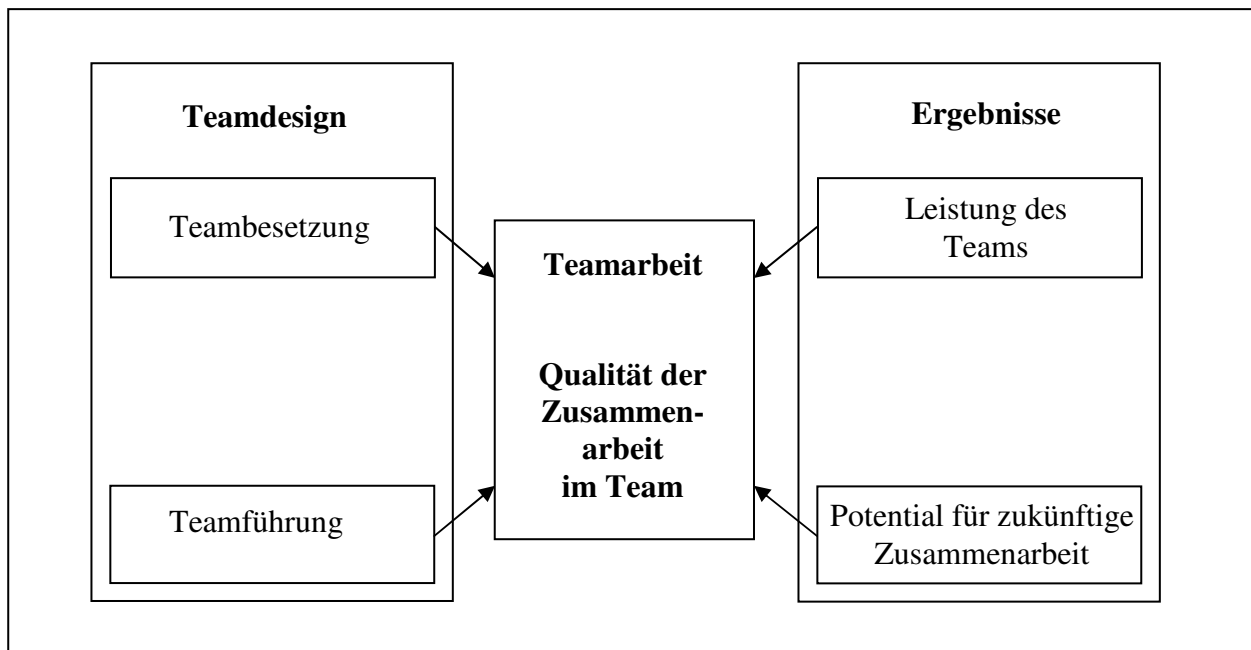 Teamdesign
Teambesetzung
Teamführung
Teamarbeit
Qualität der
Zusammen-
arbeit
im Team
Ergebnisse
Leistung des
Teams
Potential für zukünftige
Zusammenarbeit